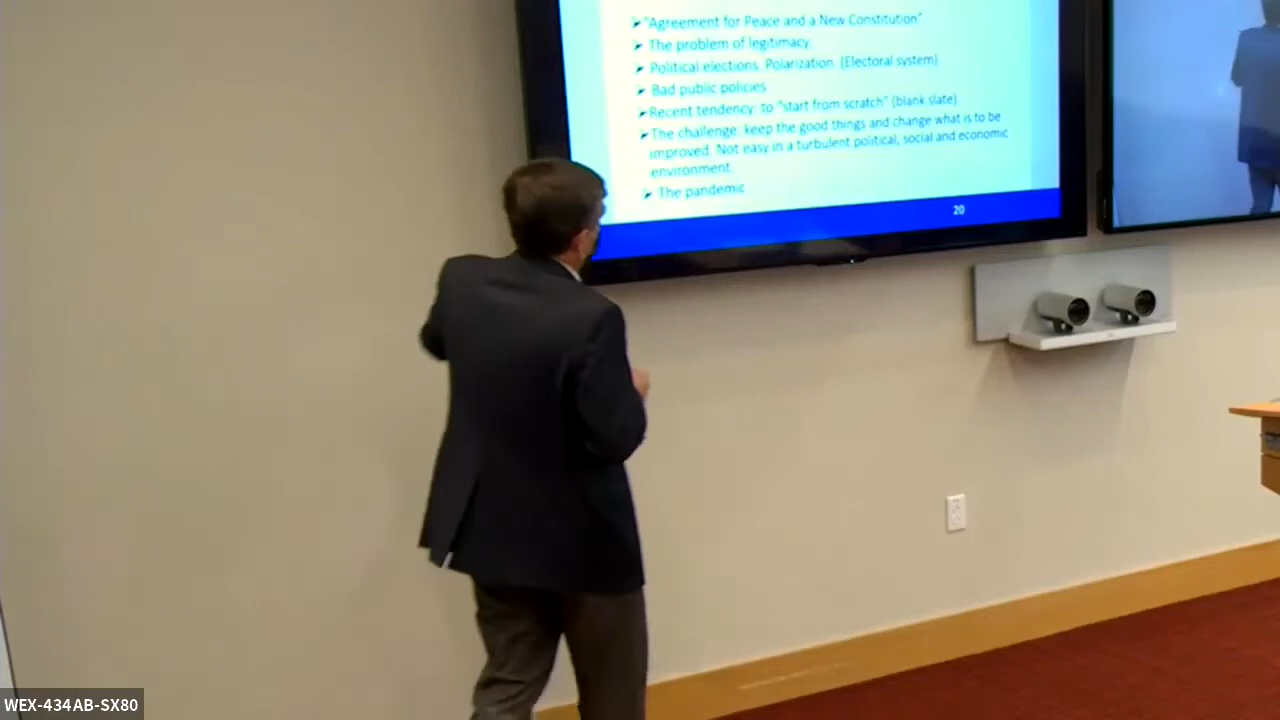 ➢"Agreement for Peace and a New Constitution".
➢ The problem of legitimacy.
➢ Political elections. Polarization. (Electoral system)
➢ Bad public policies
➢Recent tendency: to "start from scratch" (blank slate)
➢The challenge: keep the good things and change what is to be
improved. Not easy in a turbulent political, social and economic
environment.
➢ The pandemic
20
WEX-434AB-SX80